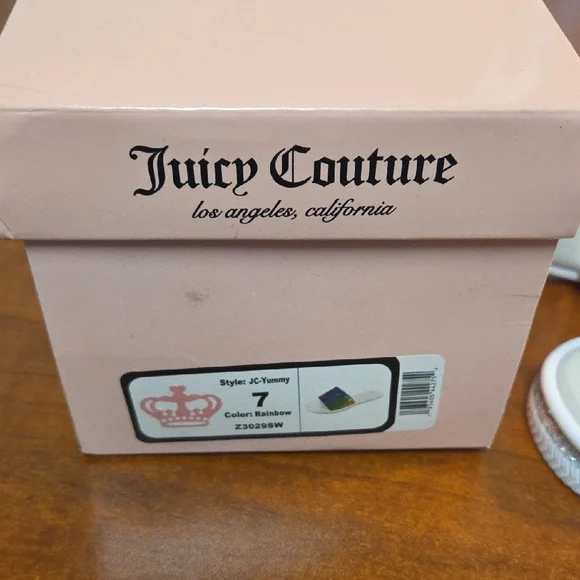 Juicy Couture
los angeles, california
Style: JC-Yummy
7
Color: Rainbow
Z3029SW